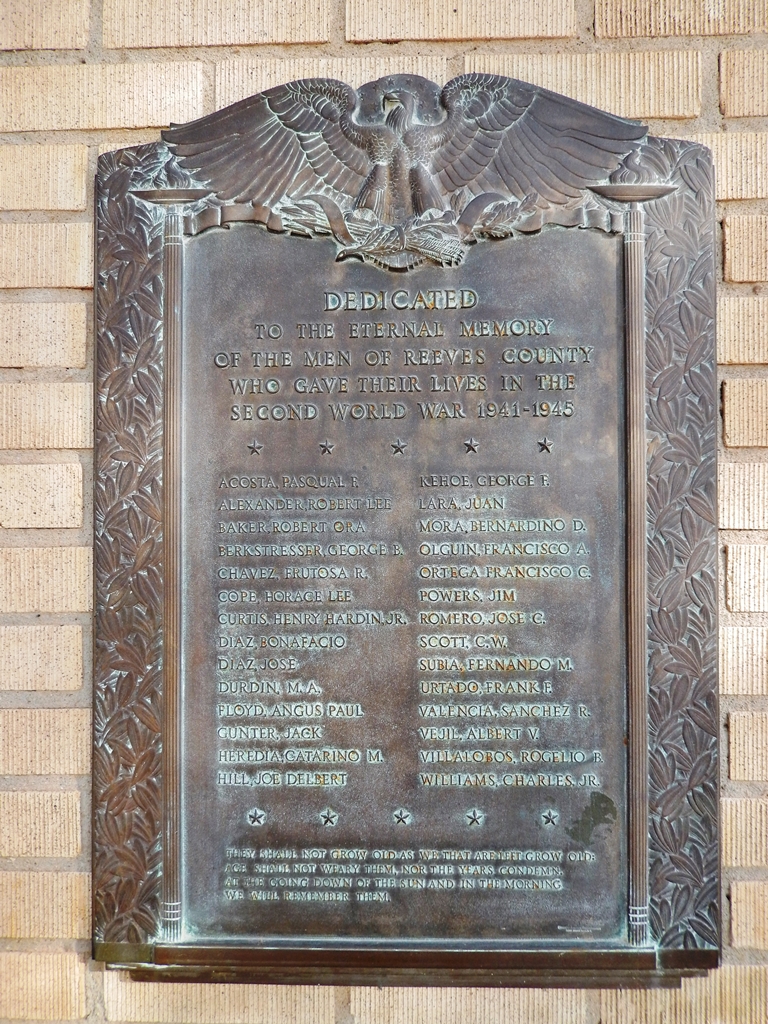 DEDICATED
TO THE ETERNAL MEMORY
OF THE MEN OF REEVES COUNTY
WHO GAVE THEIR LIVES IN THE
SECOND WORLD WAR 1941-1945
ACOSTA, PASQUAL F.
ALEXANDER, ROBERT LEE
BAKER, ROBERT ORA
BERKSTRESSER, GEORGE B.
CHAVEZ, FRUTOSA R.
COPE, HORACE LEE
CURTIS, HENRY HARDIN, JR.
DIAZ, BONAFACIO
DIAZ, JOSE
DURDIN, M. A.
FLOYD, ANGUS PAUL
GUNTER, JACK
HEREDIA, CATARINO M.
HILL, JOE DELBERT
KEHOE, GEORGE F.
LARA, JUAN
MORA, BERNARDINO D.
OLGUIN, FRANCISCO A.
ORTEGA FRANCISCO C.
POWERS, JIM
ROMERO, JOSE C.
SCOTT, C. W.
SUBIA, FERNANDO M.
URTADO, FRANK F.
VALENCIA, SANCHEZ R.
VEJIL, ALBERT V.
VILLALOBOS, ROGELIO B.
WILLIAMS, CHARLES, JR.
THEY SHALL NOT GROW OLD, AS WE THAT ARE LEFT GROW OLD:
AGE SHALL NOT WEARY THEM, NOR THE YEARS CONDEMN.
AT THE GOING DOWN OF THE SUN AND IN THE MORNING
WE WILL REMEMBER THEM.